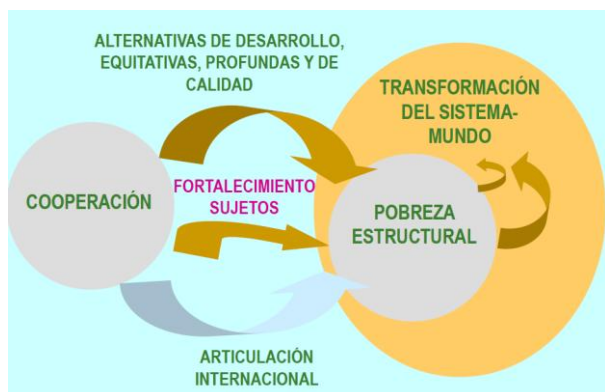 ALTERNATIVAS DE DESARROLLO,
EQUITATIVAS, PROFUNDAS Y DE
CALIDAD
TRANSFORMACIÓN
DEL SISTEMA-
MUNDO
COOPERACIÓN
FORTALECIMIENTO
SUJETOS
POBREZA
ESTRUCTURAL
ARTICULACIÓN
INTERNACIONAL